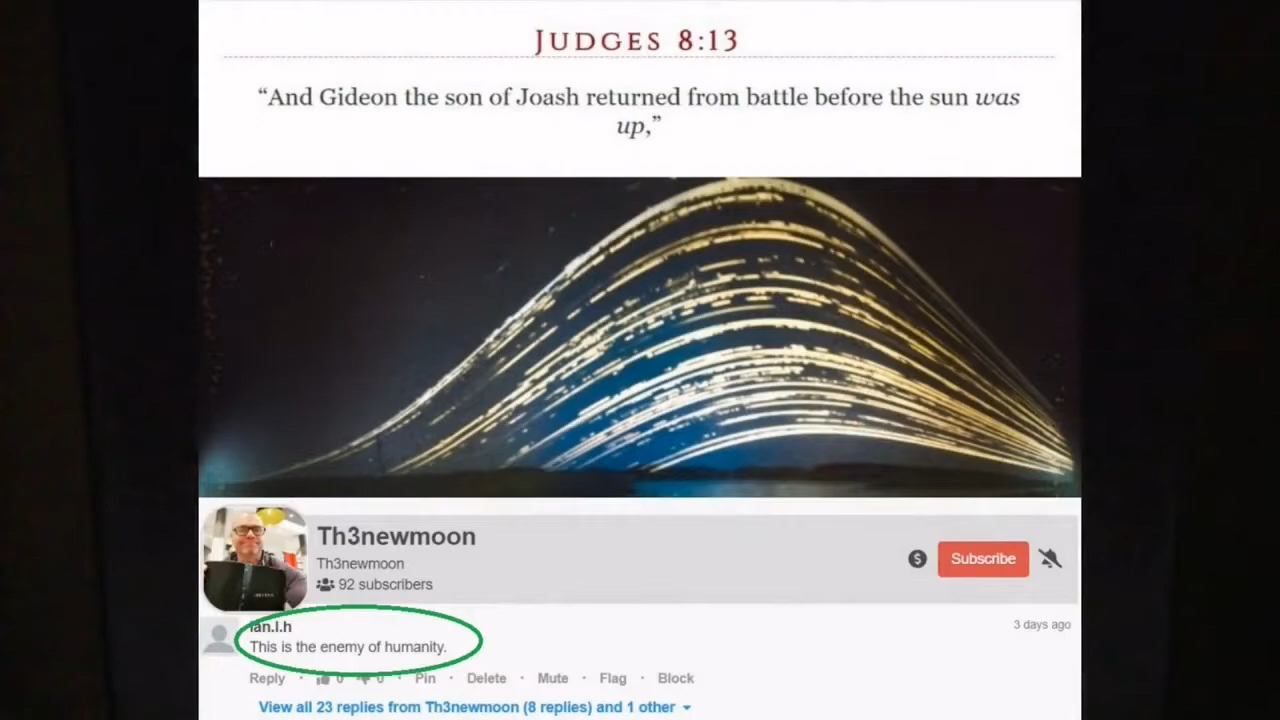 JUDGES 8:13
“And Gideon the son of Joash returned from battle before the sun was
up,”
Th3newmoon
Th3newmoon
92 subscribers
Subscribe
ian.l.h
3 days ago
This is the enemy of humanity.
Reply · 0 0 · Pin · Delete · Mute · Flag · Block
View all 23 replies from Th3newmoon (8 replies) and 1 other